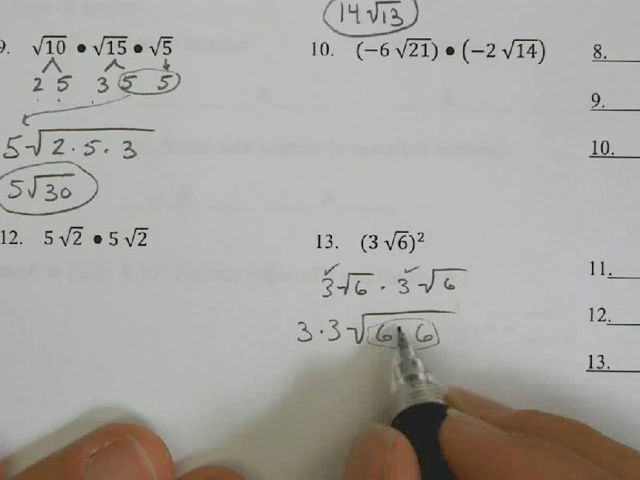 14√13
9. √10 • √15 • √5
2 5 3 5 5
5√2·5·3
5√30
10. (−6√21) • (−2√14)
8.
9.
10.
12. 5√2 • 5√2
13. (3√6)²
3√6 · 3√6
3·3√6·6
11.
12.
13.